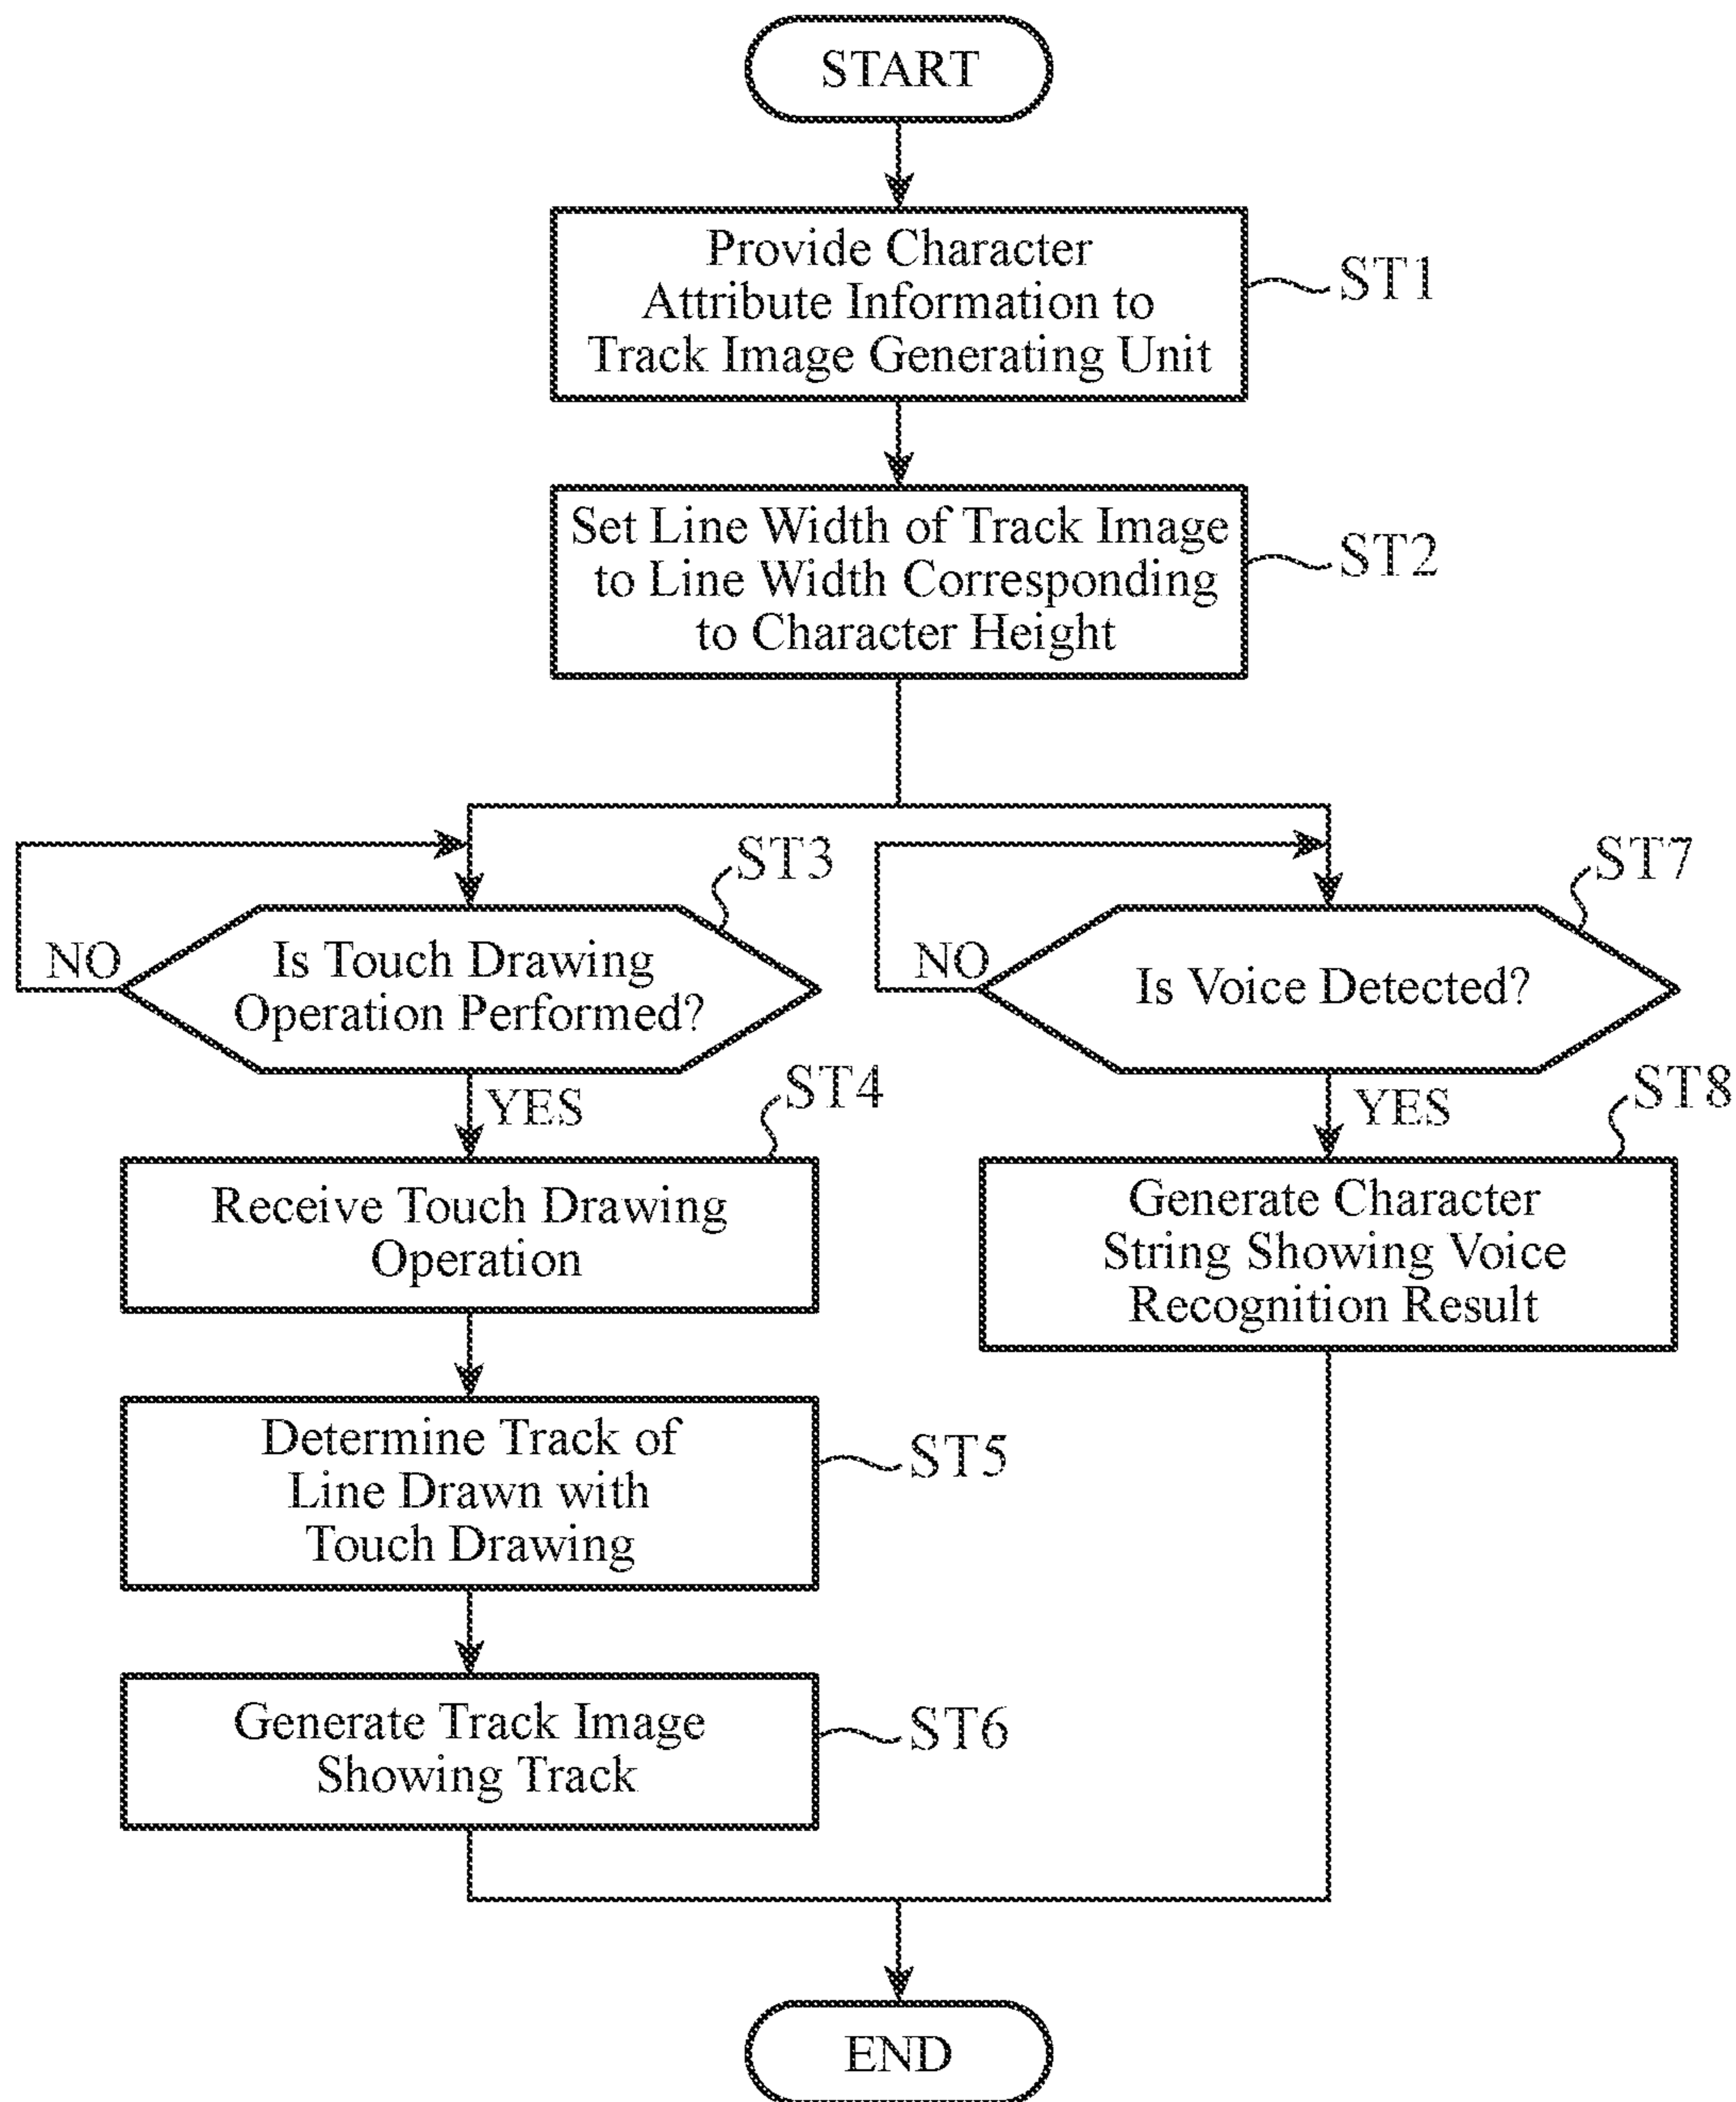 START
Provide Character
Attribute Information to
Track Image Generating Unit
ST1
Set Line Width of Track Image
to Line Width Corresponding
to Character Height
ST2
ST3
NO
Is Touch Drawing
Operation Performed?
YES
ST4
Receive Touch Drawing
Operation
Determine Track of
Line Drawn with
Touch Drawing
ST5
Generate Track Image
Showing Track
ST6
ST7
NO
Is Voice Detected?
YES
ST8
Generate Character
String Showing Voice
Recognition Result
END